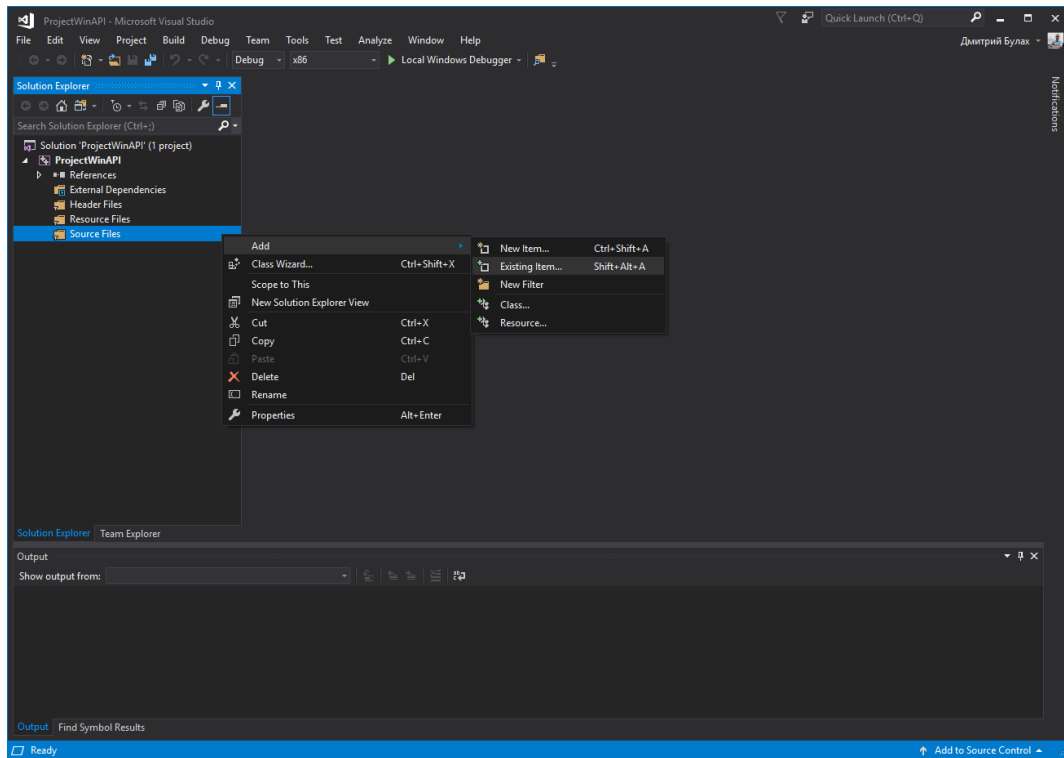 ProjectWinAPI - Microsoft Visual Studio
Quick Launch (Ctrl+Q)
File Edit View Project Build Debug Team Tools Test Analyze Window Help
Дмитрий Булах
Debug x86 Local Windows Debugger
Solution Explorer
Notifications
Search Solution Explorer (Ctrl+;)
Solution 'ProjectWinAPI' (1 project)
ProjectWinAPI
References
External Dependencies
Header Files
Resource Files
Source Files
Add
Class Wizard... Ctrl+Shift+X
Scope to This
New Solution Explorer View
Cut Ctrl+X
Copy Ctrl+C
Paste Ctrl+V
Delete Del
Rename
Properties Alt+Enter
New Item... Ctrl+Shift+A
Existing Item... Shift+Alt+A
New Filter
Class...
Resource...
Solution Explorer Team Explorer
Output
Show output from:
Output Find Symbol Results
Ready
Add to Source Control